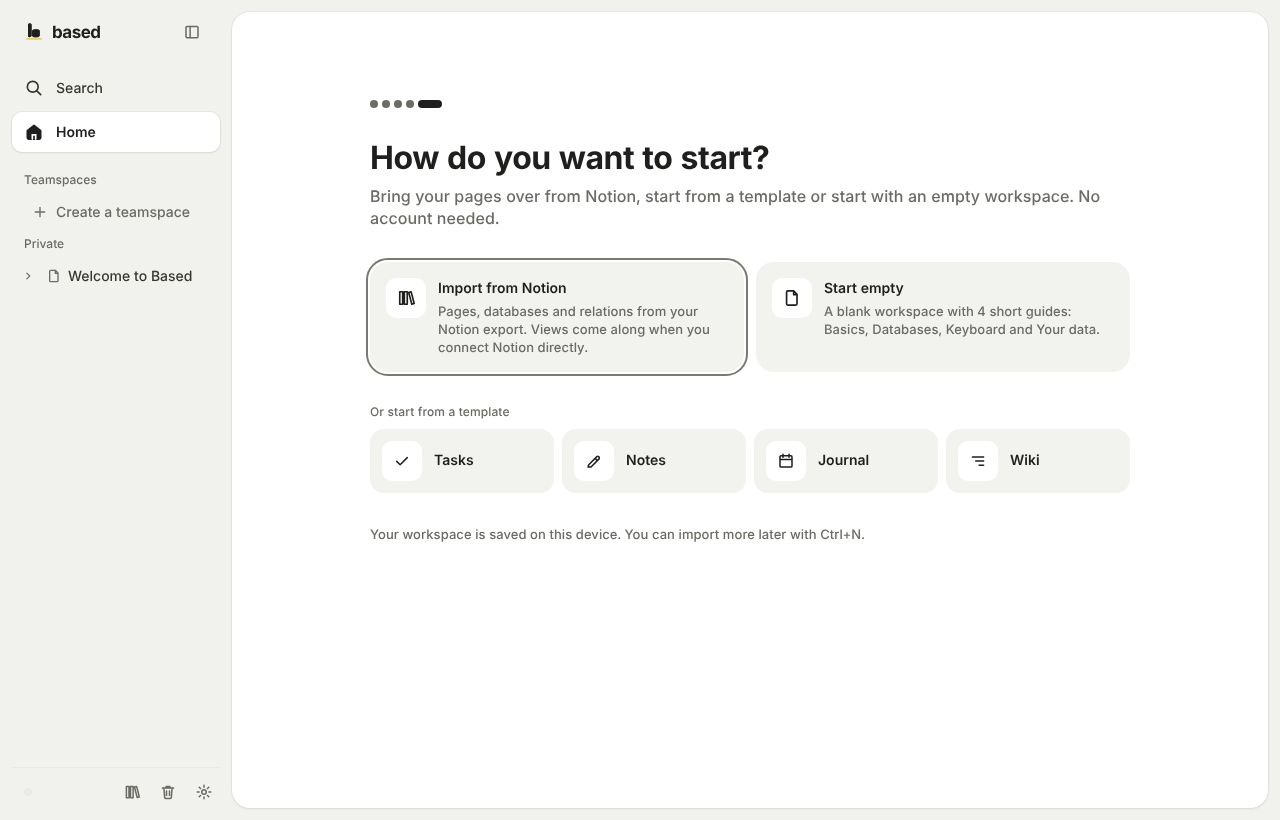 based
Search
Home
Teamspaces
Create a teamspace
Private
Welcome to Based
How do you want to start?
Bring your pages over from Notion, start from a template or start with an empty workspace. No
account needed.
Import from Notion
Pages, databases and relations from your
Notion export. Views come along when you
connect Notion directly.
Start empty
A blank workspace with 4 short guides:
Basics, Databases, Keyboard and Your data.
Or start from a template
Tasks
Notes
Journal
Wiki
Your workspace is saved on this device. You can import more later with Ctrl+N.